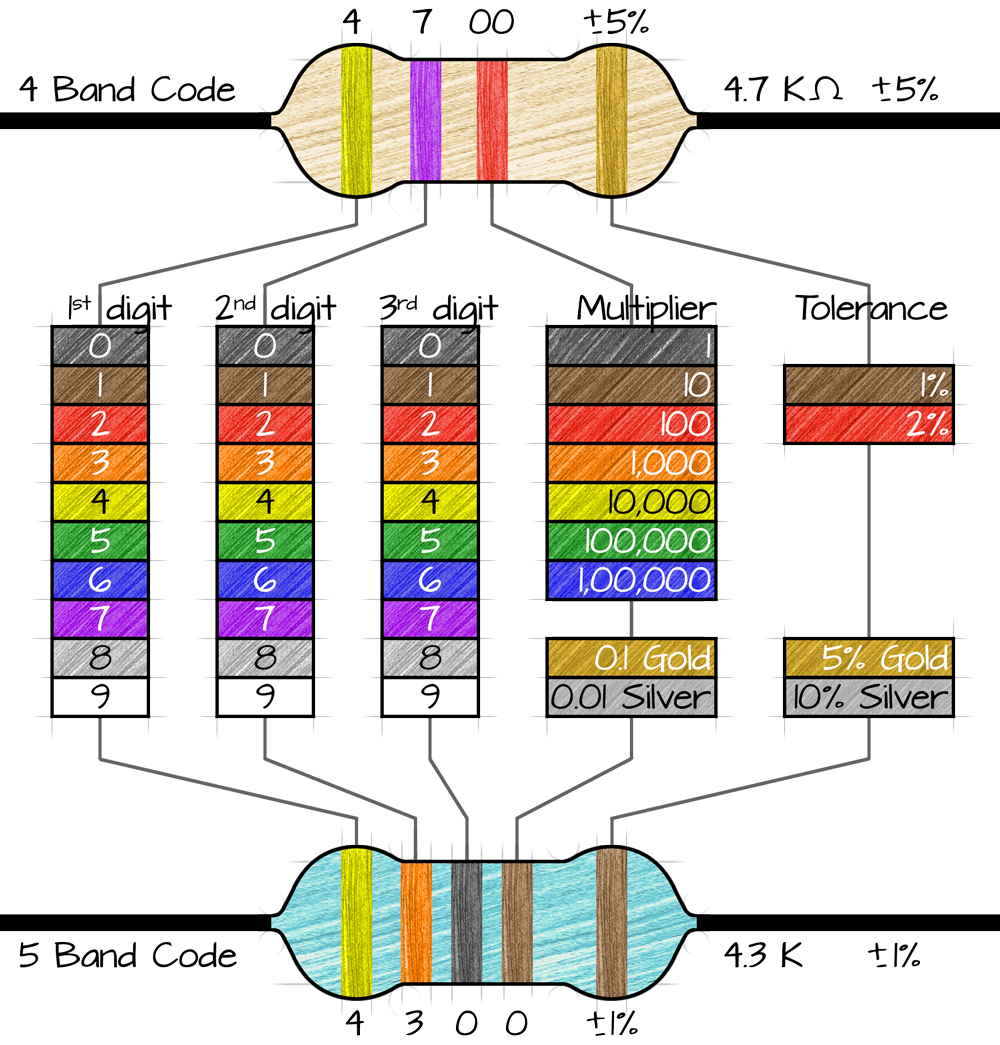 4 7 00 ±5%
4 Band Code 4.7 KΩ ±5%
1st digit 2nd digit 3rd digit Multiplier Tolerance
0 0 0 1
1 1 1 10 1%
2 2 2 100 2%
3 3 3 1,000
4 4 4 10,000
5 5 5 100,000
6 6 6 1,00,000
7 7 7
8 8 8 0.1 Gold 5% Gold
9 9 9 0.01 Silver 10% Silver
5 Band Code 4.3 K ±1%
4 3 0 0 ±1%